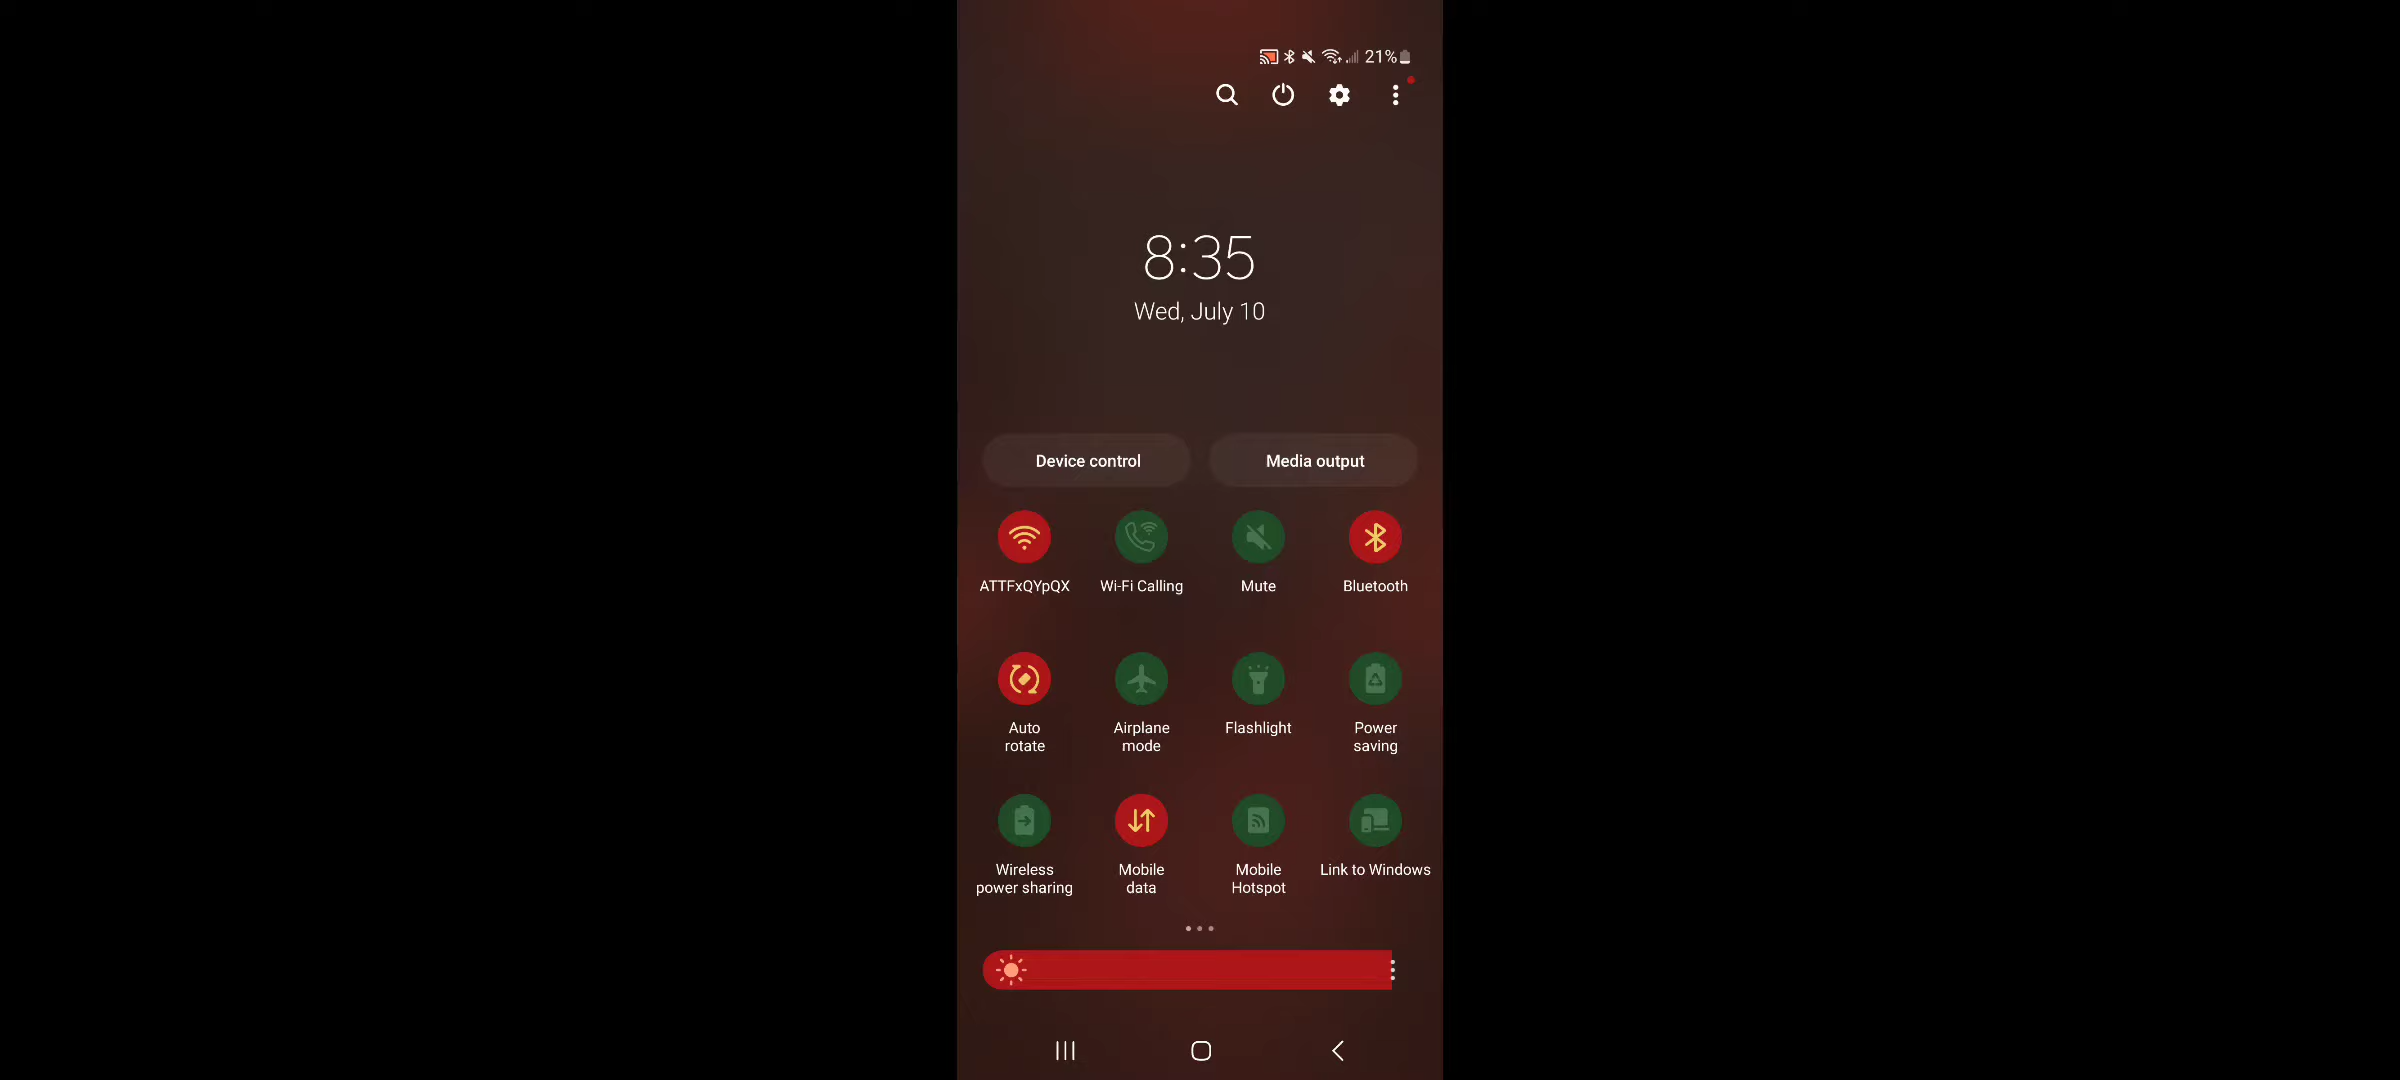 21%
8:35
Wed, July 10
Device control
Media output
ATTFxQYpQX
Wi-Fi Calling
Mute
Bluetooth
Auto
rotate
Airplane
mode
Flashlight
Power
saving
Wireless
power sharing
Mobile
data
Mobile
Hotspot
Link to Windows